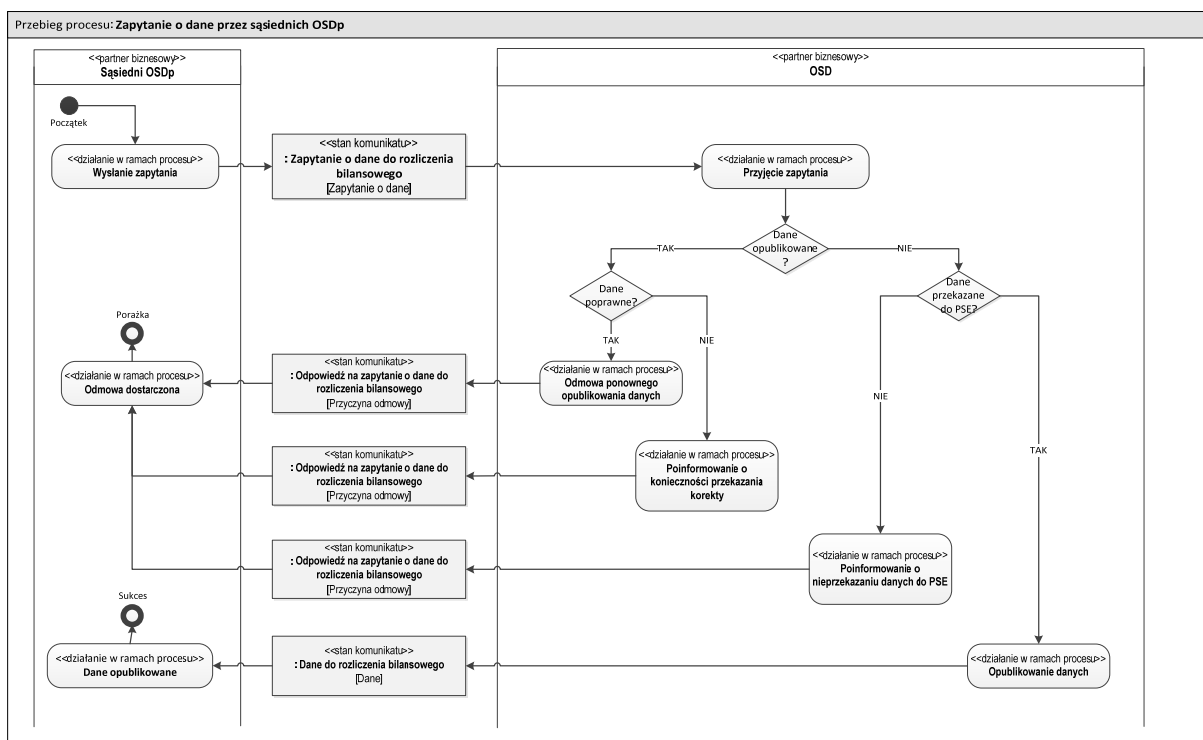 Przebieg procesu: Zapytanie o dane przez sąsiednich OSDp
<<partner biznesowy>>
Sąsiedni OSDp
<<partner biznesowy>>
OSD
Początek
<<działanie w ramach procesu>>
Wysłanie zapytania
<<stan komunikatu>>
: Zapytanie o dane do rozliczenia
bilansowego
[Zapytanie o dane]
<<działanie w ramach procesu>>
Przyjęcie zapytania
Dane
opublikowane
?
TAK
NIE
Dane
poprawne?
Dane
przekazane
do PSE?
TAK
NIE
NIE
TAK
Porażka
<<działanie w ramach procesu>>
Odmowa dostarczona
<<stan komunikatu>>
: Odpowiedź na zapytanie o dane do
rozliczenia bilansowego
[Przyczyna odmowy]
<<działanie w ramach procesu>>
Odmowa ponownego
opublikowania danych
<<stan komunikatu>>
: Odpowiedź na zapytanie o dane do
rozliczenia bilansowego
[Przyczyna odmowy]
<<działanie w ramach procesu>>
Poinformowanie o
konieczności przekazania
korekty
<<stan komunikatu>>
: Odpowiedź na zapytanie o dane do
rozliczenia bilansowego
[Przyczyna odmowy]
<<działanie w ramach procesu>>
Poinformowanie o
nieprzekazaniu danych do PSE
Sukces
<<działanie w ramach procesu>>
Dane opublikowane
<<stan komunikatu>>
: Dane do rozliczenia bilansowego
[Dane]
<<działanie w ramach procesu>>
Opublikowanie danych